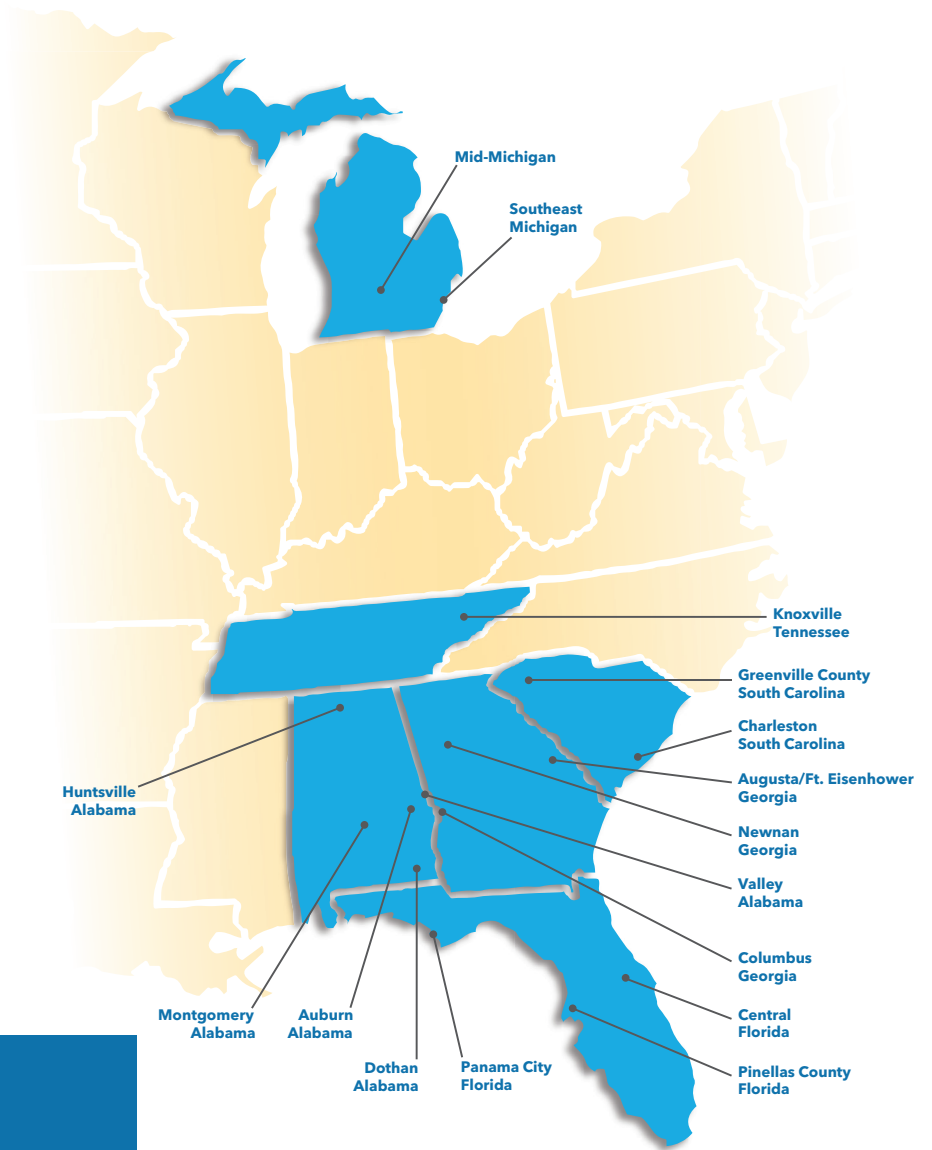 Mid-Michigan
Southeast
Michigan
Knoxville
Tennessee
Greenville County
South Carolina
Charleston
South Carolina
Augusta/Ft. Eisenhower
Georgia
Huntsville
Alabama
Newnan
Georgia
Valley
Alabama
Columbus
Georgia
Montgomery
Alabama
Auburn
Alabama
Central
Florida
Dothan
Alabama
Panama City
Florida
Pinellas County
Florida